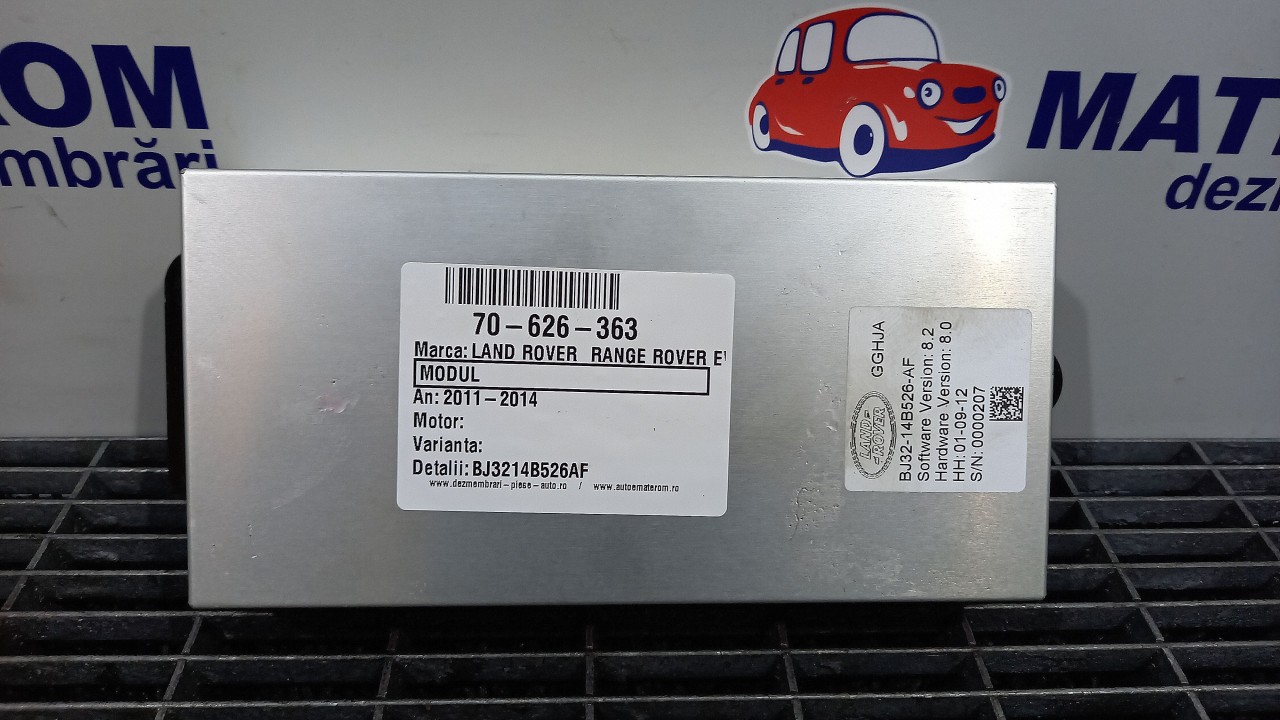 ROM
mbrări
MAT
dezi
70-626-363
Marca: LAND ROVER RANGE ROVER E
MODUL
An: 2011-2014
Motor:
Varianta:
Detalii: BJ3214B526AF
www.dezmembrari-piese-auto.ro / www.autoematerom.ro
LAND-
-ROVER
GGHJA
BJ32-14B526-AF
Software Version: 8.2
Hardware Version: 8.0
HH: 01-09-12
S/N: 0000207